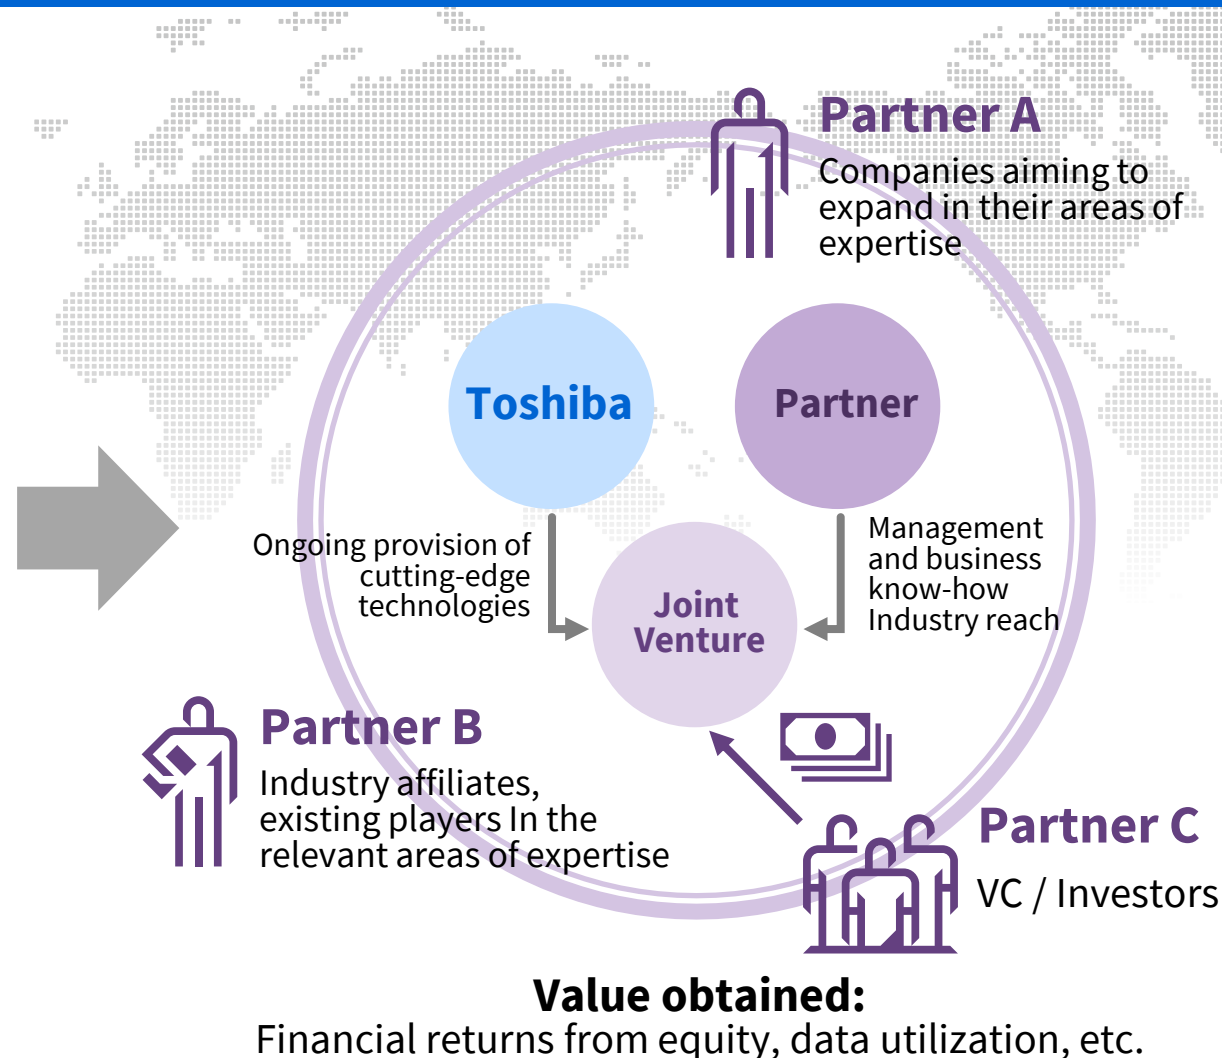 Partner A
Companies aiming to
expand in their areas of
expertise
Toshiba
Partner
Ongoing provision of
cutting-edge
technologies
Management
and business
know-how
Industry reach
Joint
Venture
Partner B
Industry affiliates,
existing players In the
relevant areas of expertise
Partner C
VC / Investors
Value obtained:
Financial returns from equity, data utilization, etc.